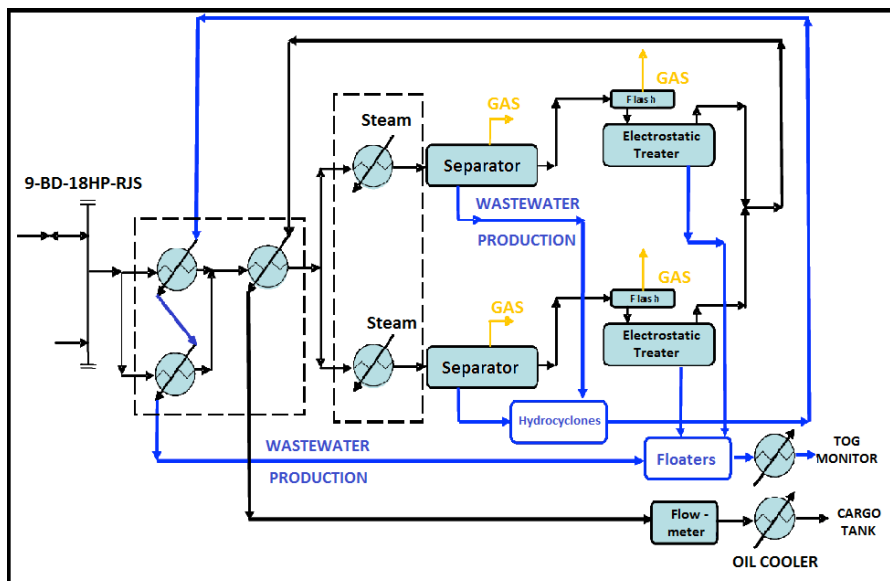 GAS
Flash
Electrostatic
Treater
GAS
Steam
Separator
9-BD-18HP-RJS
WASTEWATER
PRODUCTION
GAS
Flash
Electrostatic
Treater
GAS
Steam
Separator
Hydrocyclones
WASTEWATER
PRODUCTION
Floaters
TOG
MONITOR
Flow -
meter
CARGO
TANK
OIL COOLER